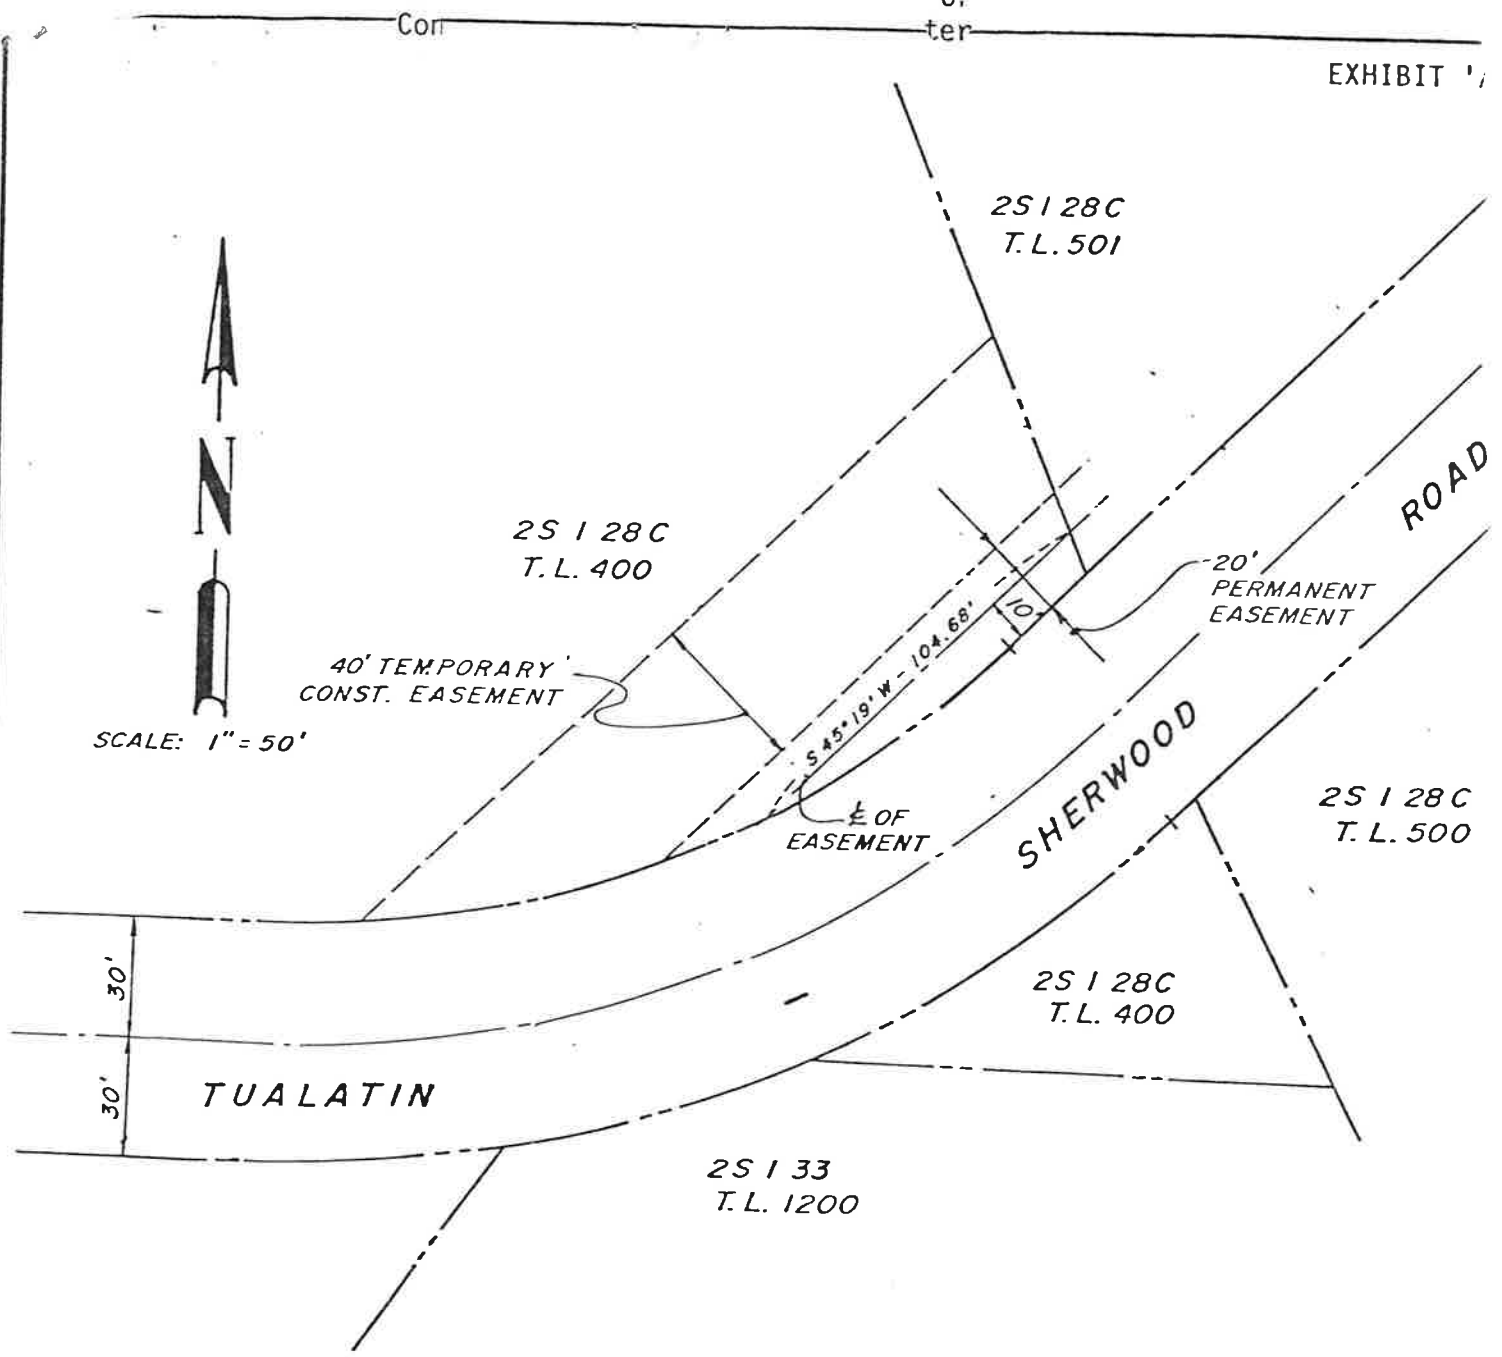 EXHIBIT
2S 1 28C
T.L. 501
N
2S 1 28C
T.L. 400
ROAD
20'
PERMANENT
EASEMENT
10'
40' TEMPORARY
CONST. EASEMENT
S 45° 19' W - 104.68'
SCALE: 1" = 50'
SHERWOOD
℄ OF
EASEMENT
2S 1 28C
T.L. 500
30'
2S 1 28C
T.L. 400
30'
TUALATIN
2S 1 33
T.L. 1200